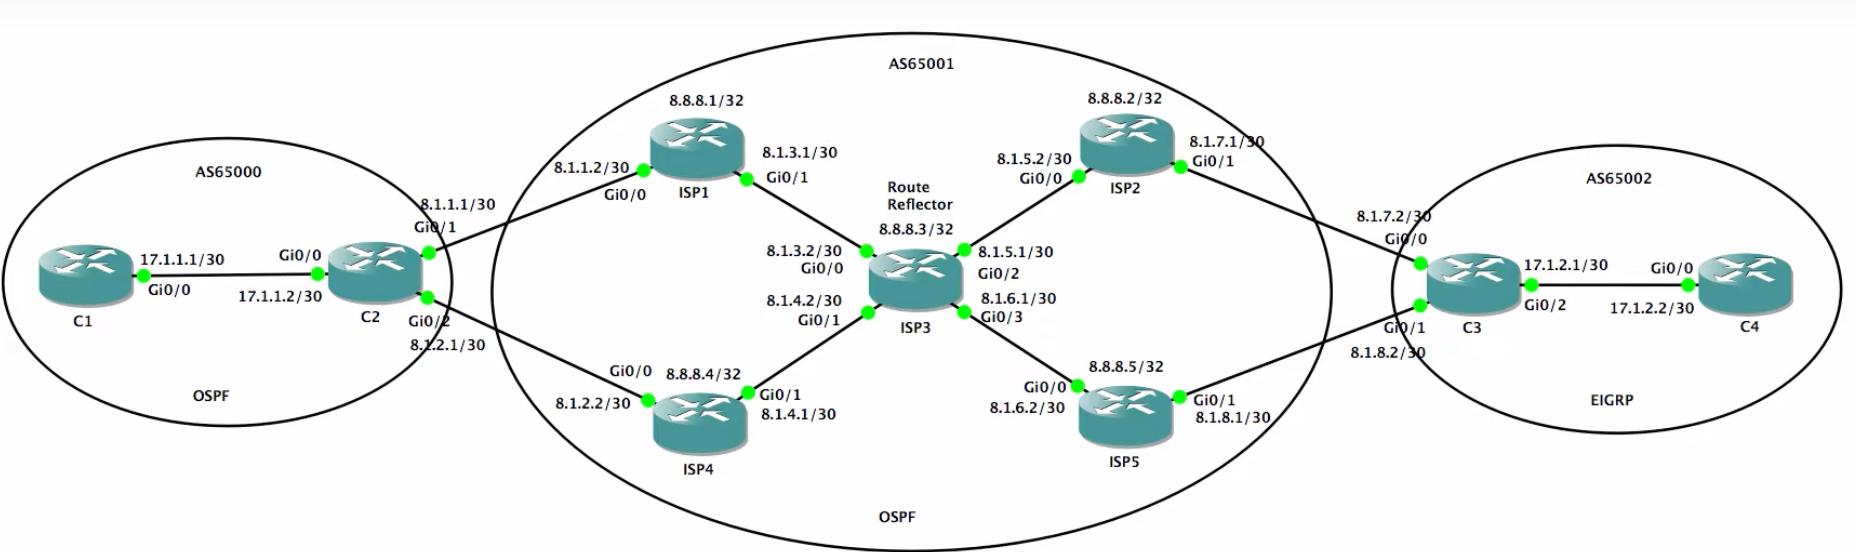 AS65001
8.8.8.1/32
8.8.8.2/32
8.1.7.1/30
8.1.3.1/30
8.1.5.2/30
Gi0/1
8.1.1.2/30
AS65000
Gi0/1
Gi0/0
AS65002
Route
Reflector
Gi0/0
ISP1
ISP2
8.1.1.1/30
8.1.7.2/30
Gi0/1
8.8.8.3/32
Gi0/0
17.1.1.1/30
Gi0/0
8.1.3.2/30
8.1.5.1/30
17.1.2.1/30
Gi0/0
Gi0/0
Gi0/2
Gi0/0
17.1.1.2/30
8.1.4.2/30
8.1.6.1/30
Gi0/2
17.1.2.2/30
C1
C2
Gi0/2
Gi0/1
Gi0/3
ISP3
Gi0/1
C3
C4
8.1.2.1/30
8.1.8.2/30
Gi0/0
8.8.8.4/32
8.8.8.5/32
OSPF
8.1.2.2/30
Gi0/1
8.1.4.1/30
Gi0/0
8.1.6.2/30
Gi0/1
8.1.8.1/30
EIGRP
ISP4
ISP5
OSPF